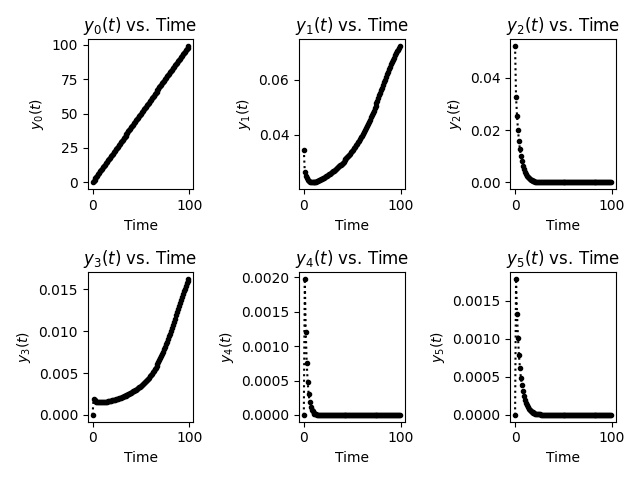 $y_0(t)$ vs. Time
$y_1(t)$ vs. Time
$y_2(t)$ vs. Time
100
75
50
25
0
$y_0(t)$
0
100
Time
0.06
0.04
$y_1(t)$
0
100
Time
0.04
0.02
0.00
$y_2(t)$
0
100
Time
$y_3(t)$ vs. Time
$y_4(t)$ vs. Time
$y_5(t)$ vs. Time
0.015
0.010
0.005
0.000
$y_3(t)$
0
100
Time
0.0020
0.0015
0.0010
0.0005
0.0000
$y_4(t)$
0
100
Time
0.0015
0.0010
0.0005
0.0000
$y_5(t)$
0
100
Time